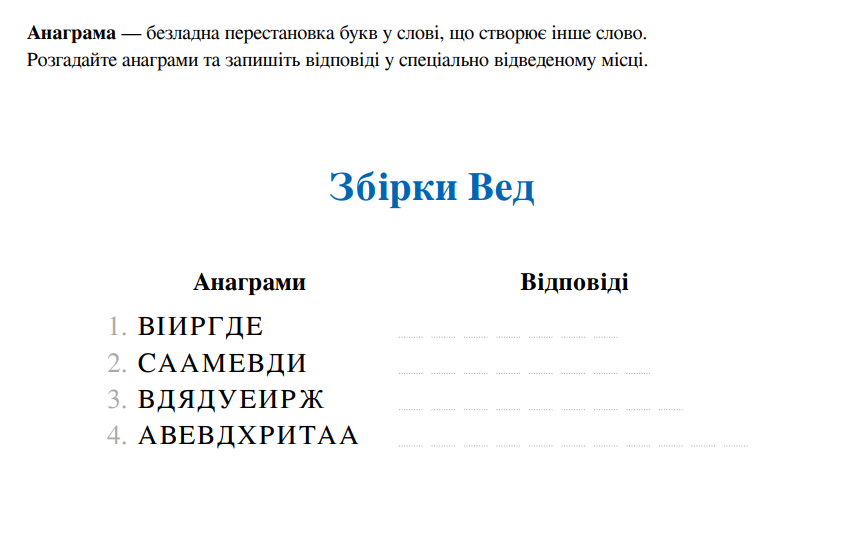 Анаграма — безладна перестановка букв у слові, що створює інше слово.
Розгадайте анаграми та запишіть відповіді у спеціально відведеному місці.
Збірки Вед
Анаграми Відповіді
1. ВІИРГДЕ
2. СААМЕВДИ
3. ВДЯДУЕИРЖ
4. АВЕВДХРИТАА